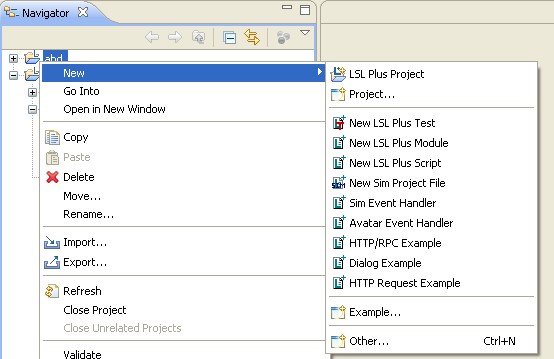 Navigator
abd
New
Go Into
Open in New Window
Copy
Paste
Delete
Move...
Rename...
Import...
Export...
Refresh
Close Project
Close Unrelated Projects
Validate
LSL Plus Project
Project...
New LSL Plus Test
New LSL Plus Module
New LSL Plus Script
New Sim Project File
Sim Event Handler
Avatar Event Handler
HTTP/RPC Example
Dialog Example
HTTP Request Example
Example...
Other... Ctrl+N